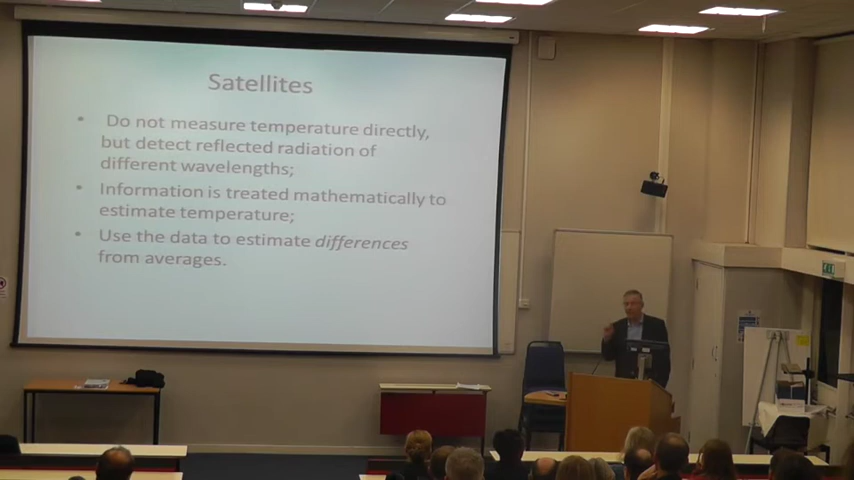 Satellites
• Do not measure temperature directly,
but detect reflected radiation of
different wavelengths;
• Information is treated mathematically to
estimate temperature;
• Use the data to estimate differences
from averages.